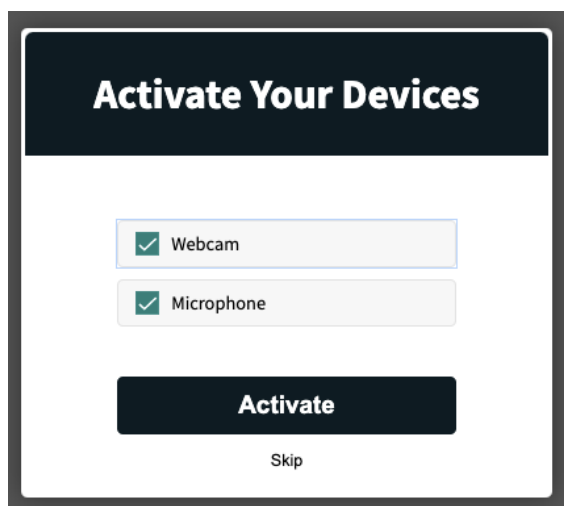 Activate Your Devices
Webcam
Microphone
Activate
Skip